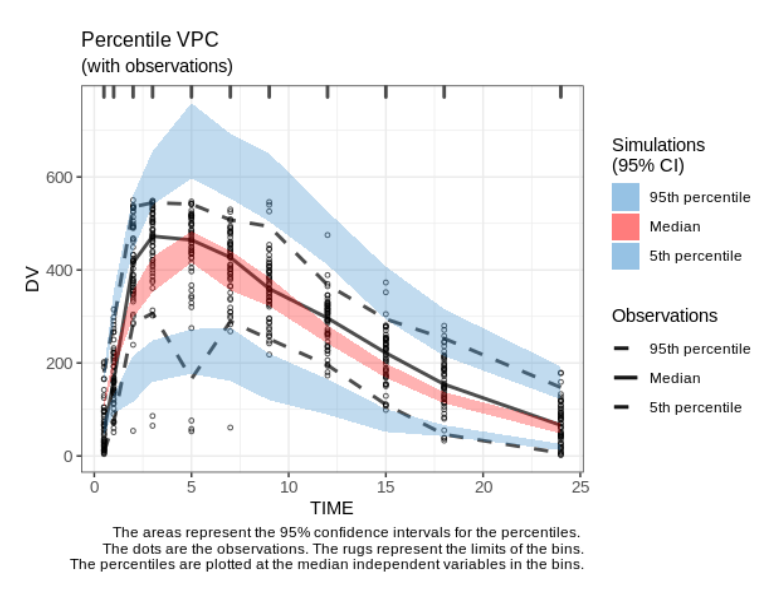 Percentile VPC
(with observations)
600
400
200
0
DV
0 5 10 15 20 25
TIME
Simulations
(95% CI)
95th percentile
Median
5th percentile
Observations
95th percentile
Median
5th percentile
The areas represent the 95% confidence intervals for the percentiles.
The dots are the observations. The rugs represent the limits of the bins.
The percentiles are plotted at the median independent variables in the bins.